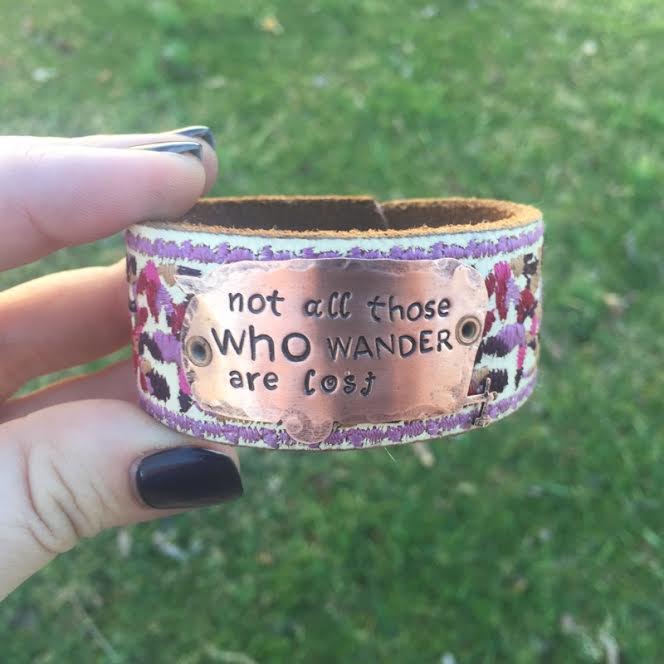 not all those
WHO WANDER
are lost